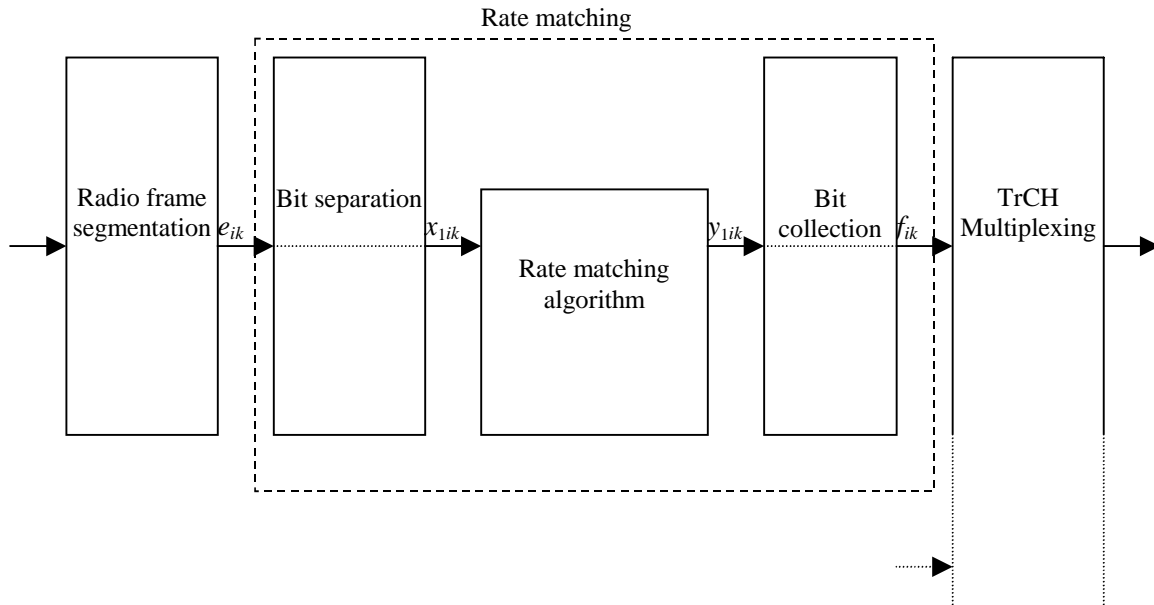 Rate matching
Radio frame
segmentation
e_ik
Bit separation
x_1ik
Rate matching
algorithm
y_1ik
Bit
collection
f_ik
TrCH
Multiplexing